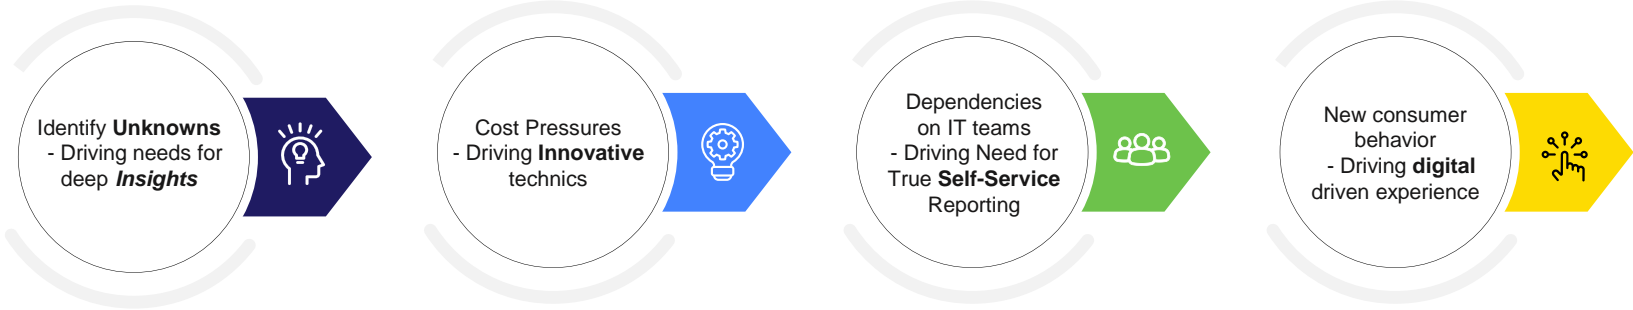 Identify Unknowns
- Driving needs for
deep Insights
Cost Pressures
- Driving Innovative
technics
Dependencies
on IT teams
- Driving Need for
True Self-Service
Reporting
New consumer
behavior
- Driving digital
driven experience